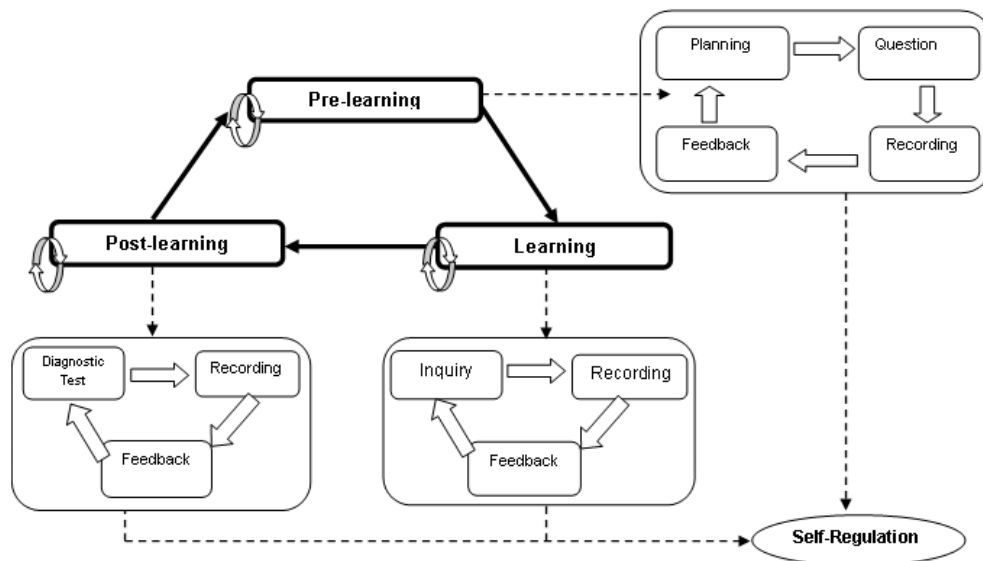 Planning
Question
Pre-learning
Feedback
Recording
Post-learning
Learning
Diagnostic
Test
Recording
Feedback
Inquiry
Recording
Feedback
Self-Regulation